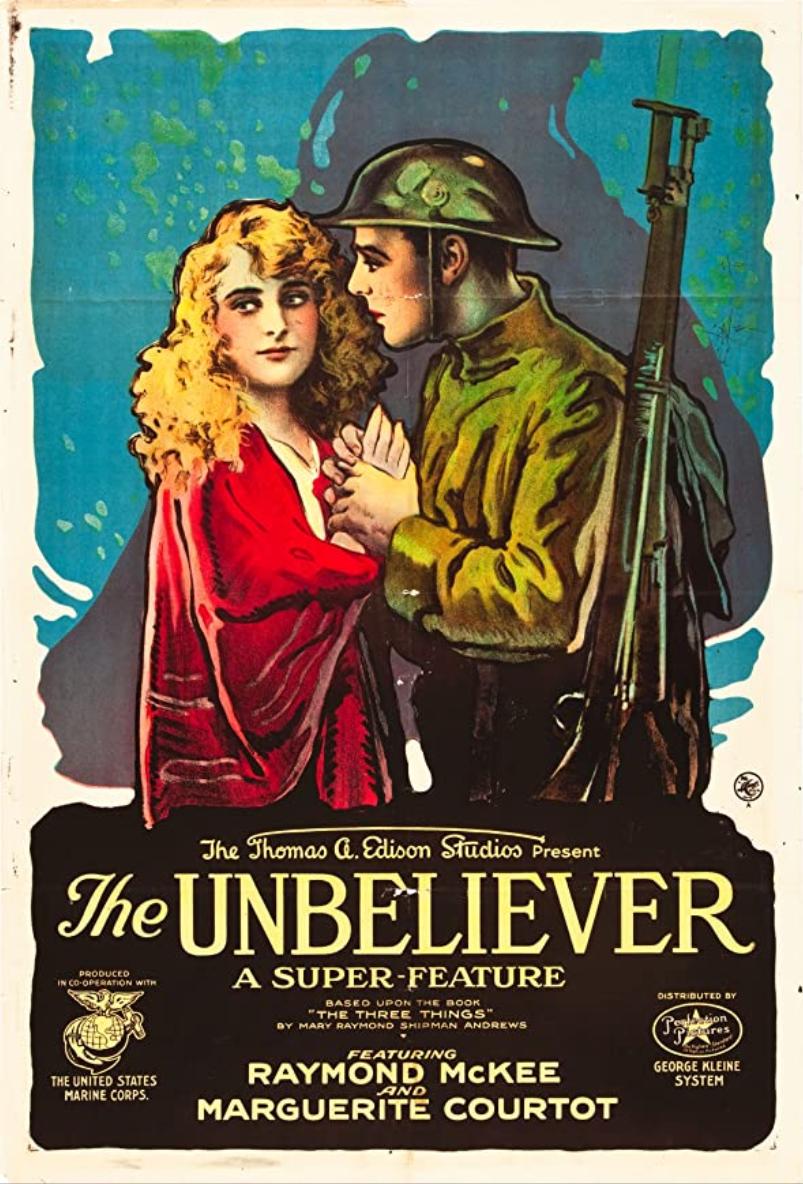 The Thomas A. Edison Studios Present
The UNBELIEVER
A SUPER-FEATURE
BASED UPON THE BOOK
"THE THREE THINGS"
BY MARY RAYMOND SHIPMAN ANDREWS
FEATURING
RAYMOND McKEE
AND
MARGUERITE COURTOT
PRODUCED
IN CO-OPERATION WITH
THE UNITED STATES
MARINE CORPS.
DISTRIBUTED BY
Perfection
Pictures
GEORGE KLEINE
SYSTEM